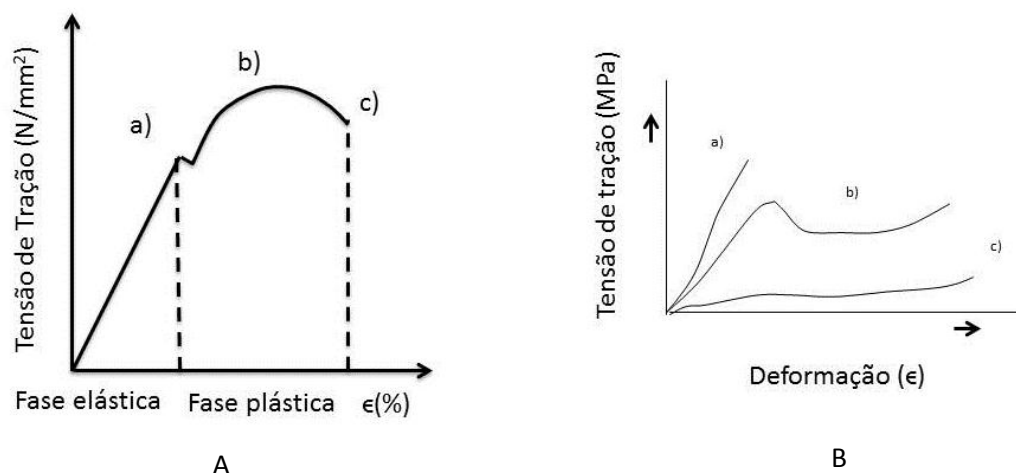 Tensão de Tração (N/mm²)
a)
b)
c)
Fase elástica
Fase plástica
ϵ(%)
A
Tensão de tração (MPa)
a)
b)
c)
Deformação (ϵ)
B